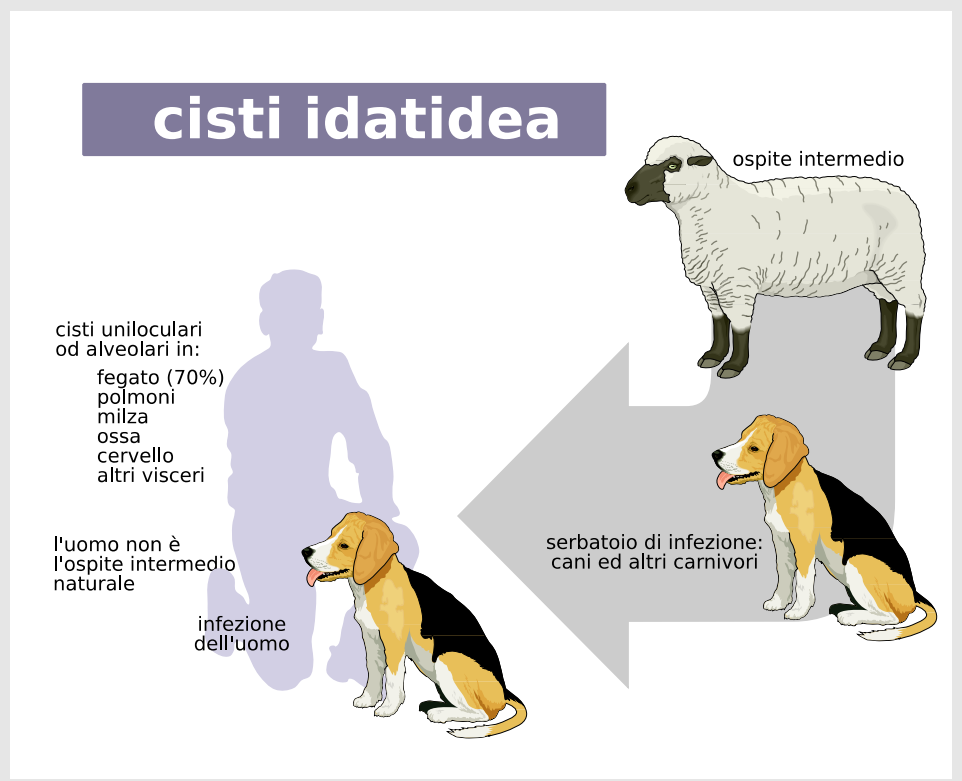 cisti idatidea
ospite intermedio
cisti uniloculari
od alveolari in:
fegato (70%)
polmoni
milza
ossa
cervello
altri visceri
l'uomo non è
l'ospite intermedio
naturale
infezione
dell'uomo
serbatoio di infezione:
cani ed altri carnivori